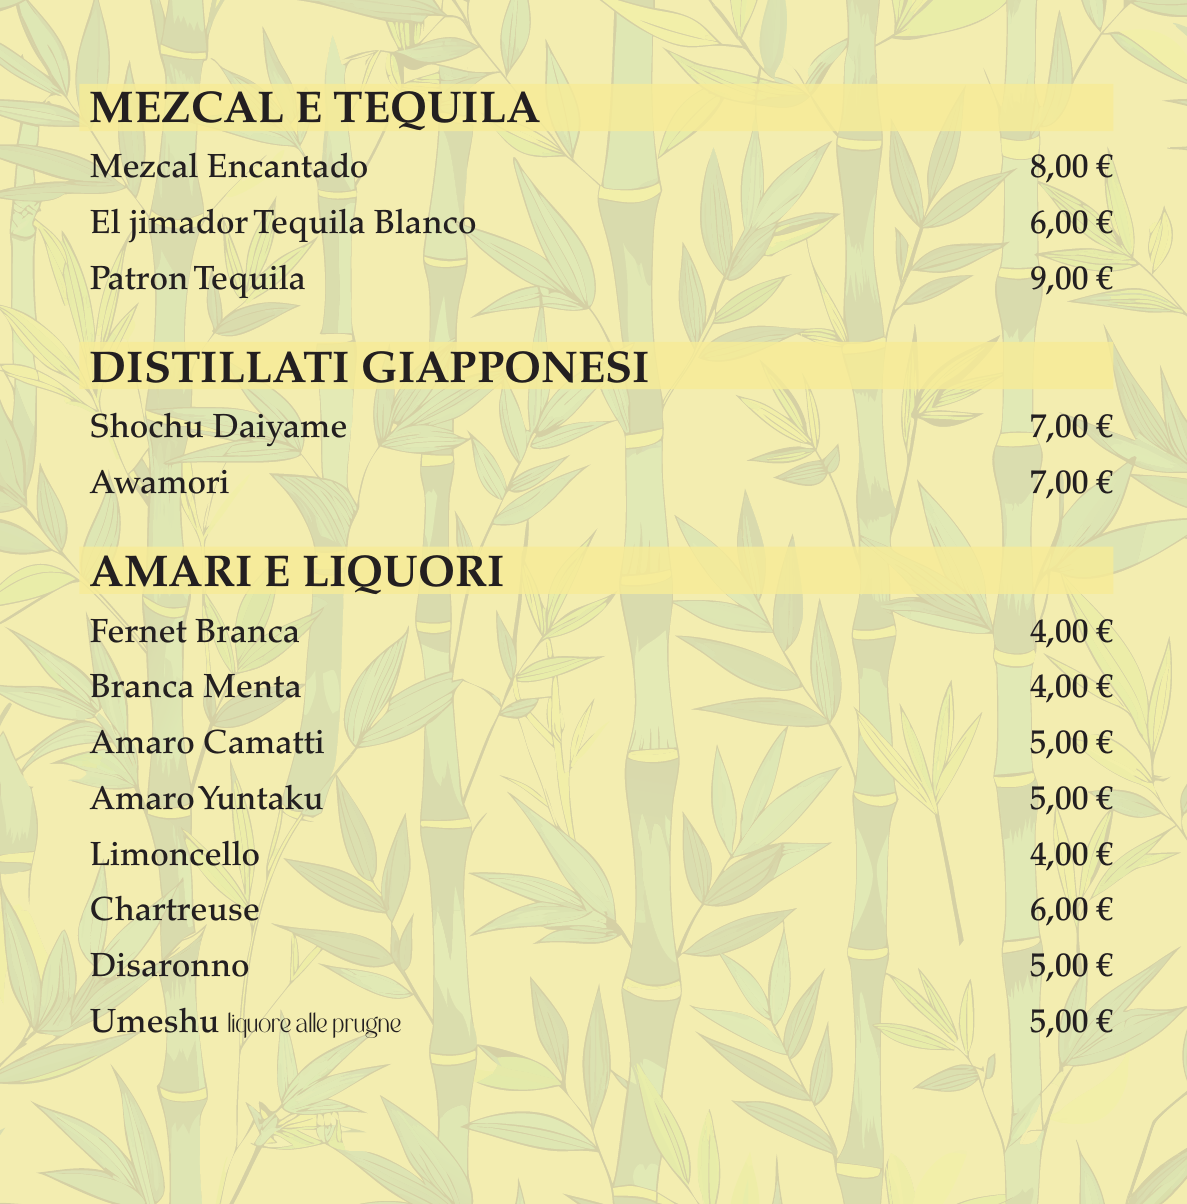 MEZCAL E TEQUILA
Mezcal Encantado 8,00 €
El jimador Tequila Blanco 6,00 €
Patron Tequila 9,00 €
DISTILLATI GIAPPONESI
Shochu Daiyame 7,00 €
Awamori 7,00 €
AMARI E LIQUORI
Fernet Branca 4,00 €
Branca Menta 4,00 €
Amaro Camatti 5,00 €
Amaro Yuntaku 5,00 €
Limoncello 4,00 €
Chartreuse 6,00 €
Disaronno 5,00 €
Umeshu liquore alle prugne 5,00 €